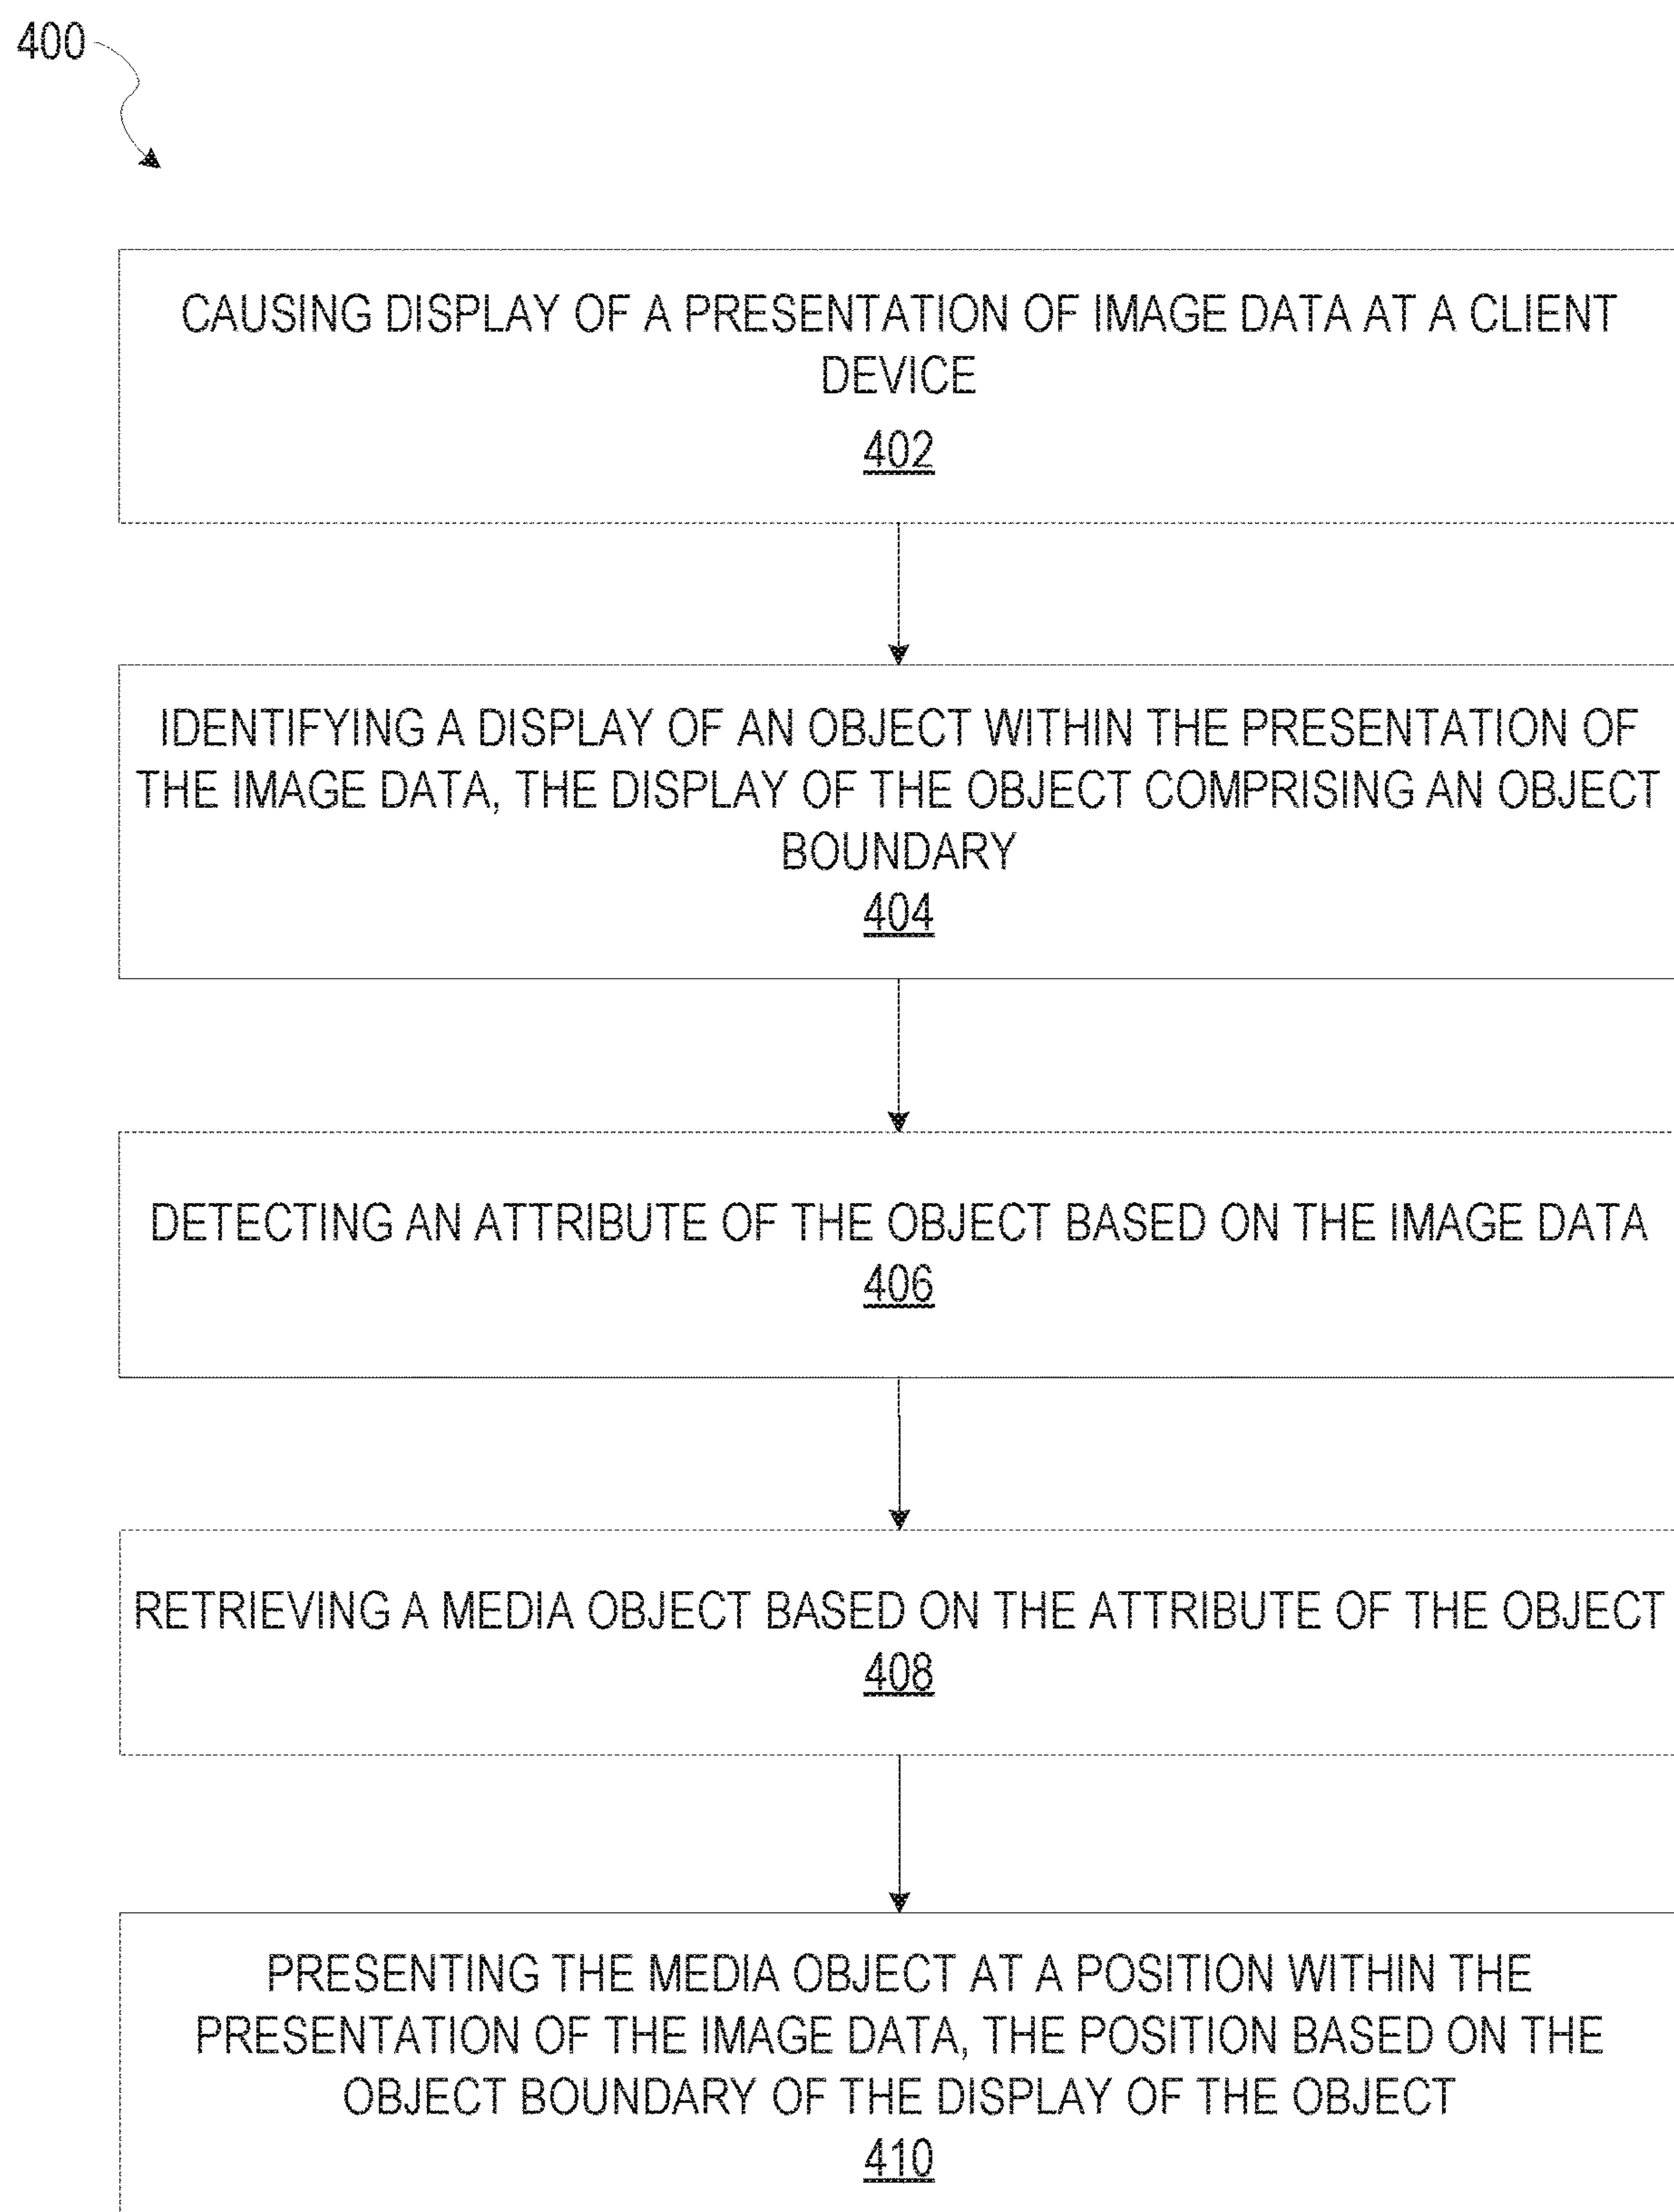 400
CAUSING DISPLAY OF A PRESENTATION OF IMAGE DATA AT A CLIENT
DEVICE
402
IDENTIFYING A DISPLAY OF AN OBJECT WITHIN THE PRESENTATION OF
THE IMAGE DATA, THE DISPLAY OF THE OBJECT COMPRISING AN OBJECT
BOUNDARY
404
DETECTING AN ATTRIBUTE OF THE OBJECT BASED ON THE IMAGE DATA
406
RETRIEVING A MEDIA OBJECT BASED ON THE ATTRIBUTE OF THE OBJECT
408
PRESENTING THE MEDIA OBJECT AT A POSITION WITHIN THE
PRESENTATION OF THE IMAGE DATA, THE POSITION BASED ON THE
OBJECT BOUNDARY OF THE DISPLAY OF THE OBJECT
410